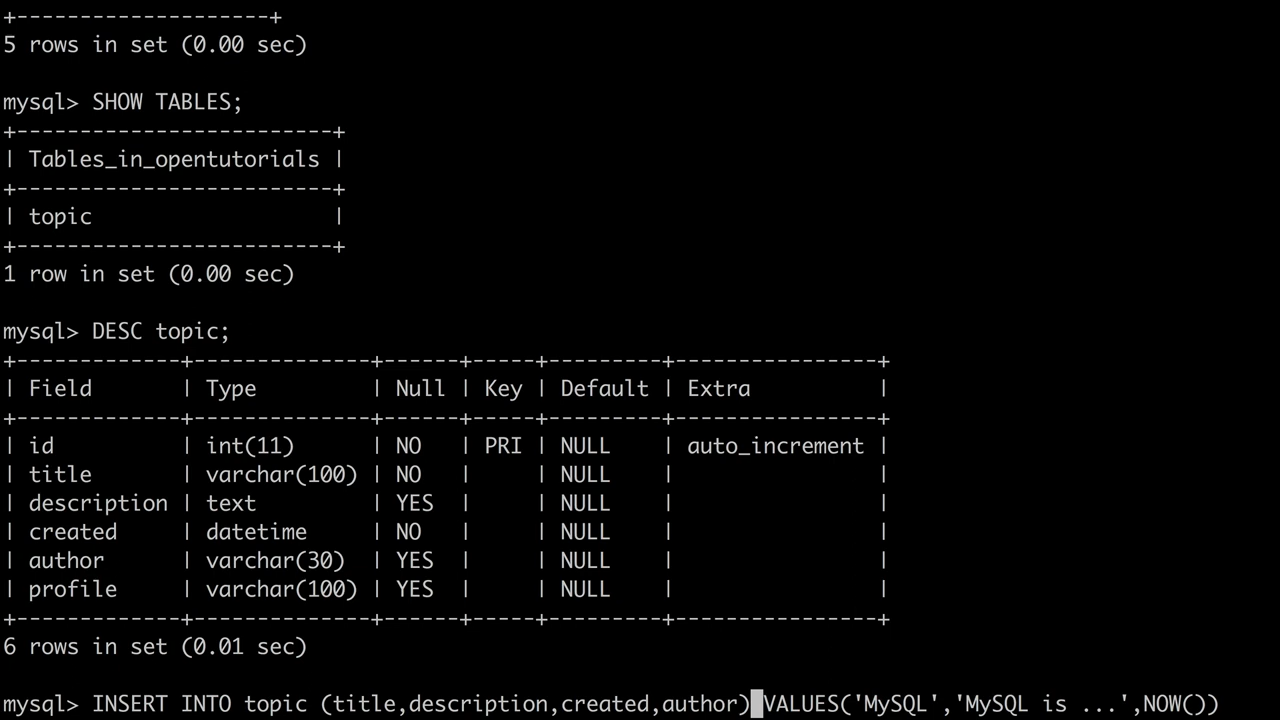 +--------------------+
5 rows in set (0.00 sec)
mysql> SHOW TABLES;
+-------------------------+
| Tables_in_opentutorials |
+-------------------------+
| topic                   |
+-------------------------+
1 row in set (0.00 sec)
mysql> DESC topic;
+-------------+--------------+------+-----+---------+----------------+
| Field       | Type         | Null | Key | Default | Extra          |
+-------------+--------------+------+-----+---------+----------------+
| id          | int(11)      | NO   | PRI | NULL    | auto_increment |
| title       | varchar(100) | NO   |     | NULL    |                |
| description | text         | YES  |     | NULL    |                |
| created     | datetime     | NO   |     | NULL    |                |
| author      | varchar(30)  | YES  |     | NULL    |                |
| profile     | varchar(100) | YES  |     | NULL    |                |
+-------------+--------------+------+-----+---------+----------------+
6 rows in set (0.01 sec)
mysql> INSERT INTO topic (title,description,created,author) VALUES('MySQL','MySQL is ...',NOW())